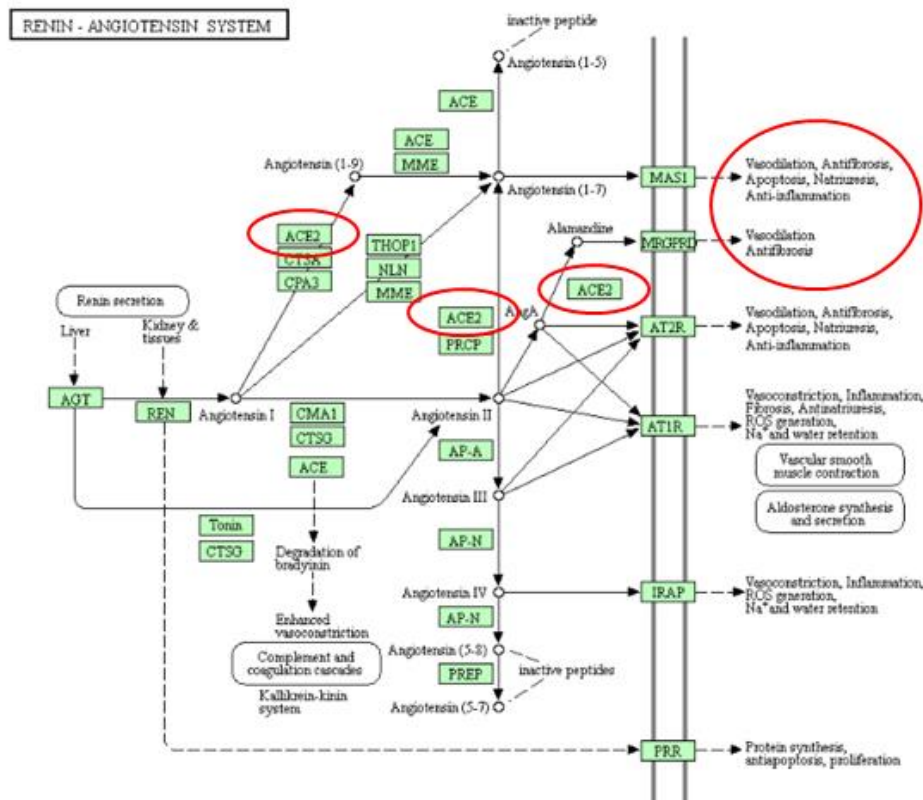 RENIN - ANGIOTENSIN SYSTEM
inactive peptide
Angiotensin (1-5)
ACE
ACE
MME
Angiotensin (1-9)
Angiotensin (1-7)
MAS1
Vasodilation, Antifibrosis,
Apoptosis, Natriuresis,
Anti-inflammation
ACE2
CTSA
CPA3
THOP1
NLN
MME
Alamandine
MRGPRD
Vasodilation
Antifibrosis
ACE2
ACE2
PRCP
AngA
AT2R
Vasodilation, Antifibrosis,
Apoptosis, Natriuresis,
Anti-inflammation
Renin secretion
Liver
Kidney &
tissues
AGT
REN
Angiotensin I
CMA1
CTSG
ACE
Angiotensin II
AP-A
AT1R
Vasoconstriction, Inflammation,
Fibrosis, Antinatriuresis,
ROS generation,
Na+ and water retention
Vascular smooth
muscle contraction
Aldosterone synthesis
and secretion
Angiotensin III
Tonin
CTSG
Degradation of
bradyinin
AP-N
Angiotensin IV
IRAP
Vasoconstriction, Inflammation,
ROS generation,
Na+ and water retention
Enhanced
vasoconstriction
AP-N
Complement and
coagulation cascades
Kallikrein-kinin
system
Angiotensin (5-8)
PREP
inactive peptides
Angiotensin (5-7)
PRR
Protein synthesis,
antiapoptosis, proliferation